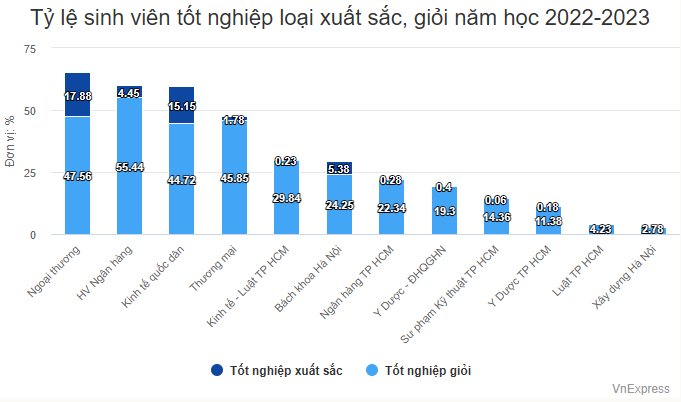 Tỷ lệ sinh viên tốt nghiệp loại xuất sắc, giỏi năm học 2022-2023
Đơn vị: %
75
50
25
0
17.88
47.56
4.45
55.44
15.15
44.72
1.78
45.85
0.23
29.84
5.38
24.25
0.28
22.34
0.4
19.3
0.06
14.36
0.18
11.38
4.23
2.78
Ngoại thương
HV Ngân hàng
Kinh tế quốc dân
Thương mại
Kinh tế - Luật TP HCM
Bách khoa Hà Nội
Ngân hàng TP HCM
Y Dược - ĐHQGHN
Sư phạm Kỹ thuật TP HCM
Y Dược TP HCM
Luật TP HCM
Xây dựng Hà Nội
Tốt nghiệp xuất sắc
Tốt nghiệp giỏi
VnExpress